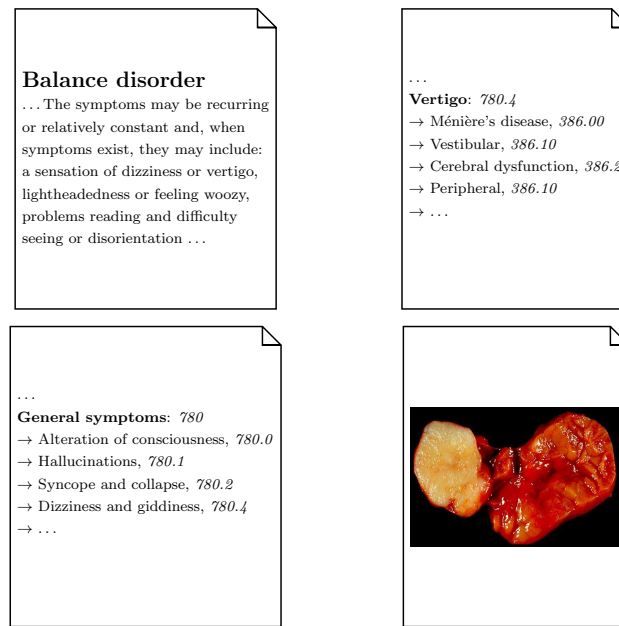 Balance disorder
... The symptoms may be recurring
or relatively constant and, when
symptoms exist, they may include:
a sensation of dizziness or vertigo,
lightheadedness or feeling woozy,
problems reading and difficulty
seeing or disorientation ...
...
Vertigo: 780.4
→ Ménière's disease, 386.00
→ Vestibular, 386.10
→ Cerebral dysfunction, 386.2
→ Peripheral, 386.10
→ ...
...
General symptoms: 780
→ Alteration of consciousness, 780.0
→ Hallucinations, 780.1
→ Syncope and collapse, 780.2
→ Dizziness and giddiness, 780.4
→ ...